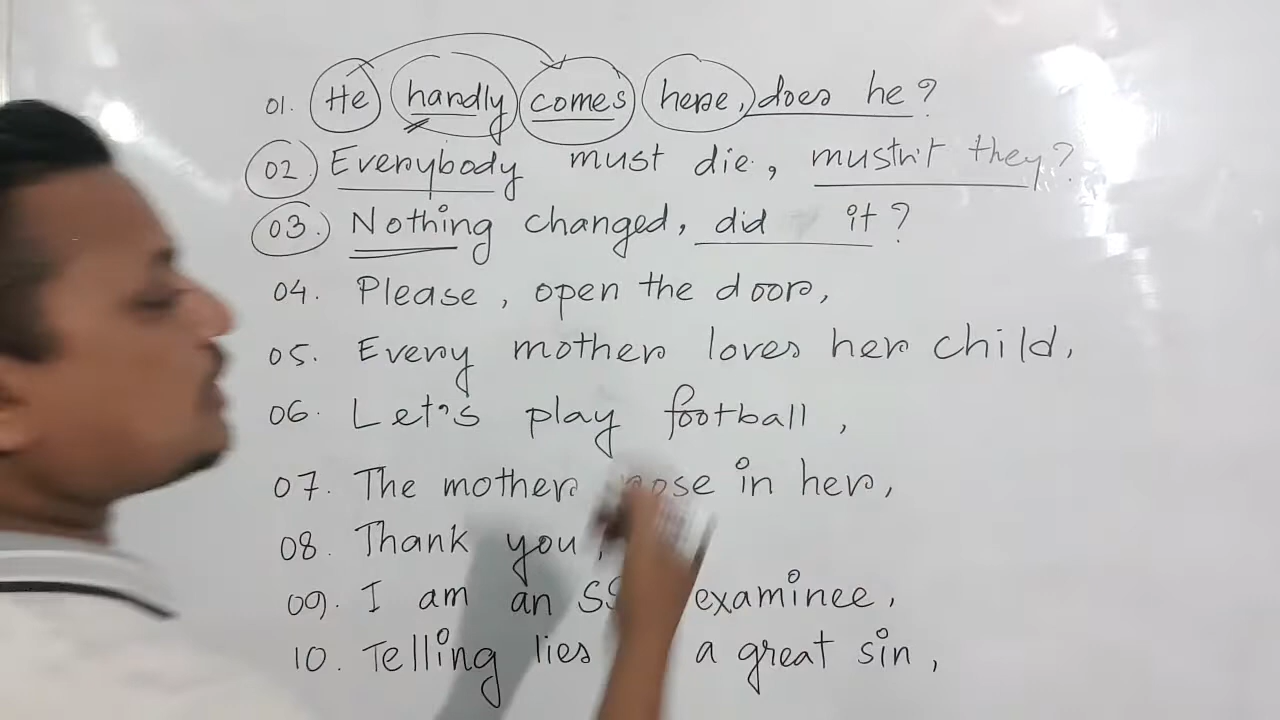 01. He hardly comes here, does he?
02. Everybody must die, mustn't they?
03. Nothing changed, did it?
04. Please, open the door,
05. Every mother loves her child,
06. Let's play football,
07. The mother rose in her,
08. Thank you,
09. I am an examinee,
10. Telling lies a great sin,